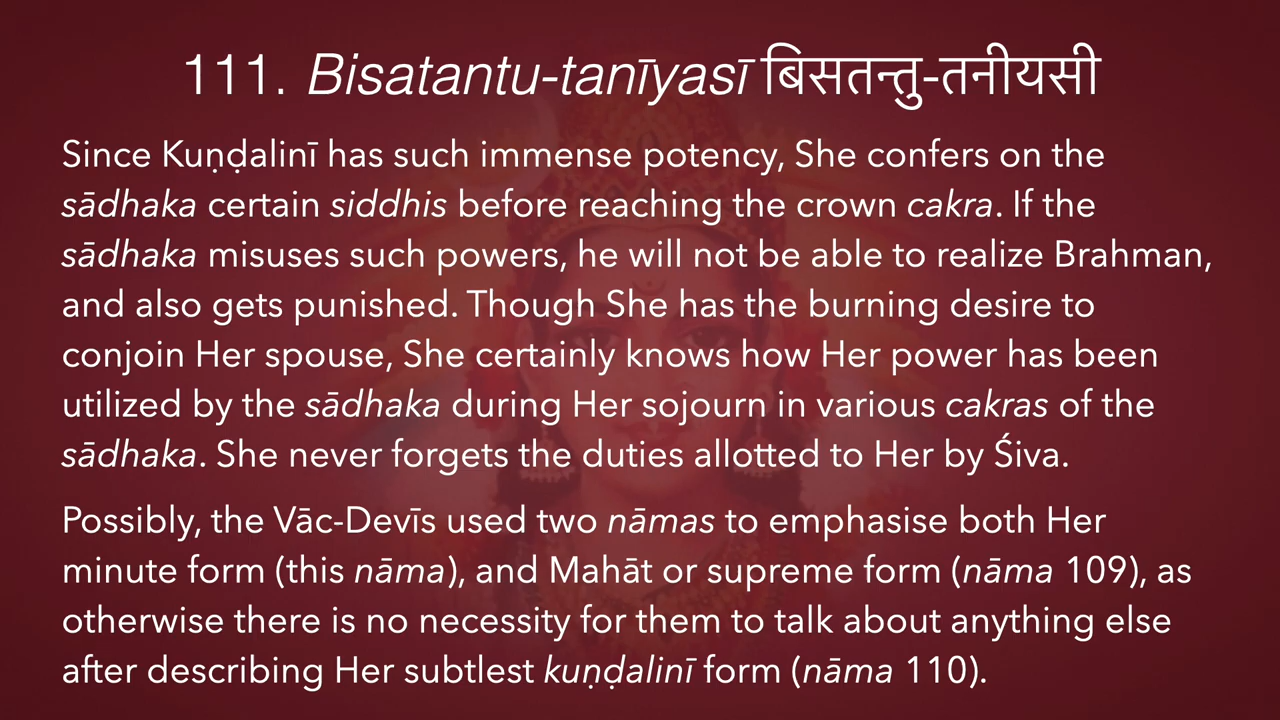 111. Bisatantu-tanīyasī बिसतन्तु-तनीयसी
Since Kuṇḍalinī has such immense potency, She confers on the
sādhaka certain siddhis before reaching the crown cakra. If the
sādhaka misuses such powers, he will not be able to realize Brahman,
and also gets punished. Though She has the burning desire to
conjoin Her spouse, She certainly knows how Her power has been
utilized by the sādhaka during Her sojourn in various cakras of the
sādhaka. She never forgets the duties allotted to Her by Śiva.
Possibly, the Vāc-Devīs used two nāmas to emphasise both Her
minute form (this nāma), and Mahāt or supreme form (nāma 109), as
otherwise there is no necessity for them to talk about anything else
after describing Her subtlest kuṇḍalinī form (nāma 110).